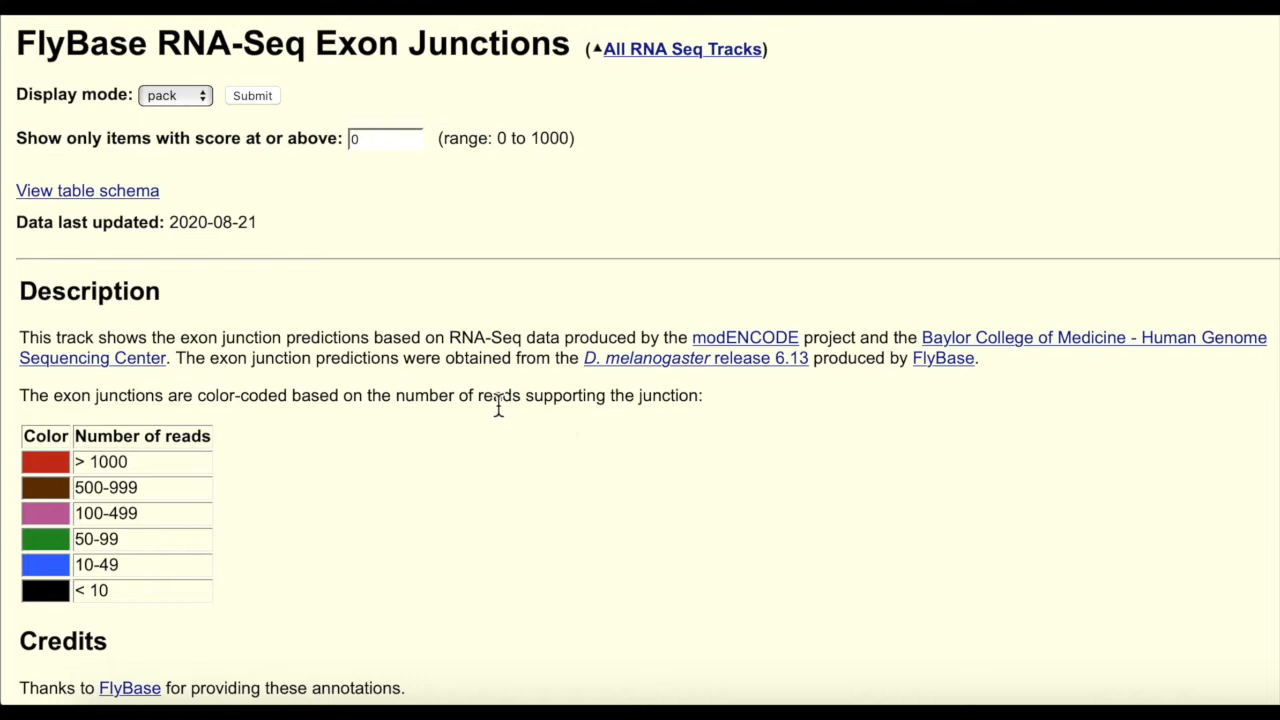 FlyBase RNA-Seq Exon Junctions (▲All RNA Seq Tracks)
Display mode: pack Submit
Show only items with score at or above: 0 (range: 0 to 1000)
View table schema
Data last updated: 2020-08-21
Description
This track shows the exon junction predictions based on RNA-Seq data produced by the modENCODE project and the Baylor College of Medicine - Human Genome
Sequencing Center. The exon junction predictions were obtained from the D. melanogaster release 6.13 produced by FlyBase.
The exon junctions are color-coded based on the number of reads supporting the junction:
Color Number of reads
> 1000
500-999
100-499
50-99
10-49
< 10
Credits
Thanks to FlyBase for providing these annotations.